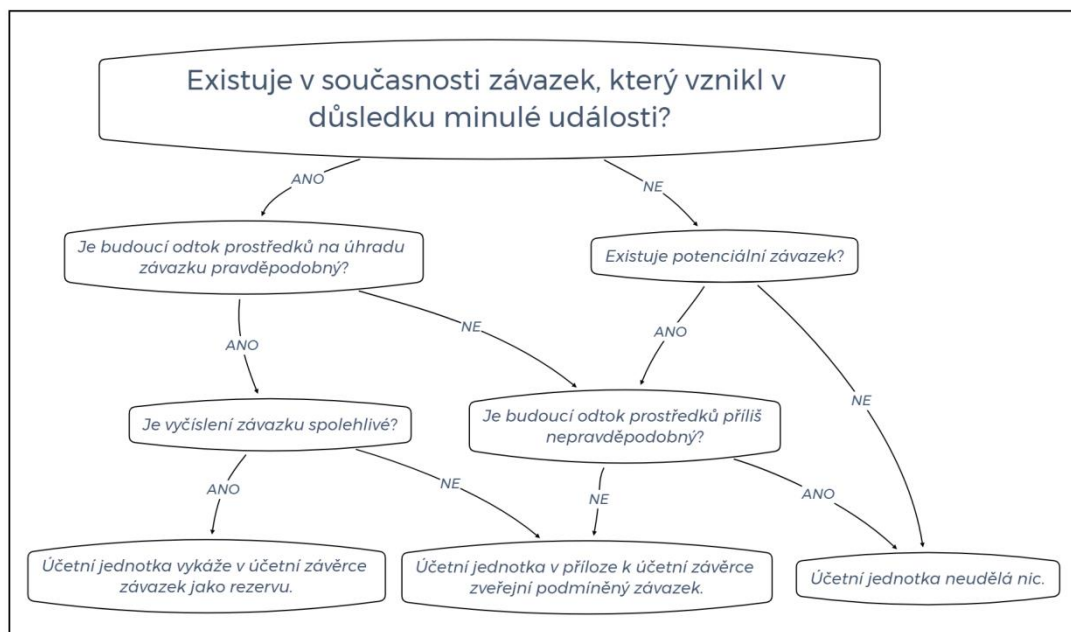 Existuje v současnosti závazek, který vznikl v
důsledku minulé události?
ANO
NE
Je budoucí odtok prostředků na úhradu
závazku pravděpodobný?
Existuje potenciální závazek?
ANO
NE
ANO
NE
Je vyčíslení závazku spolehlivé?
Je budoucí odtok prostředků příliš
nepravděpodobný?
ANO
NE
NE
ANO
Účetní jednotka vykáže v účetní závěrce
závazek jako rezervu.
Účetní jednotka v příloze k účetní závěrce
zveřejní podmíněný závazek.
Účetní jednotka neudělá nic.